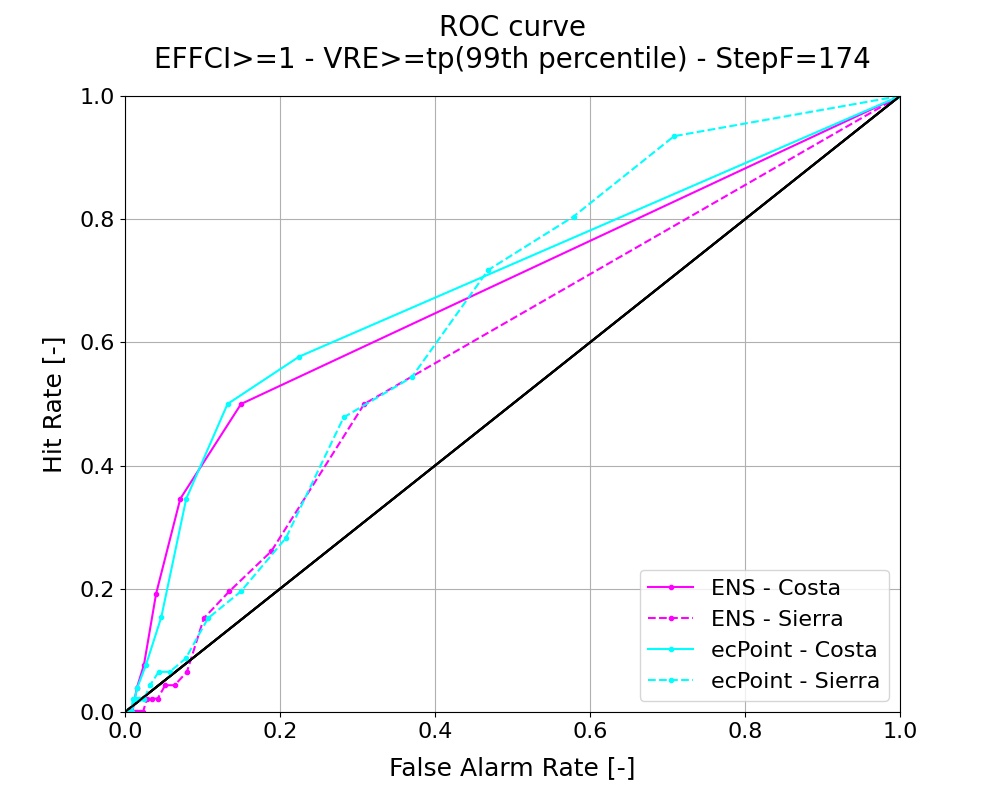 ROC curve
EFFCI>=1 - VRE>=tp(99th percentile) - StepF=174
1.0
0.8
0.6
0.4
0.2
0.0
Hit Rate [-]
0.0 0.2 0.4 0.6 0.8 1.0
False Alarm Rate [-]
ENS - Costa
ENS - Sierra
ecPoint - Costa
ecPoint - Sierra